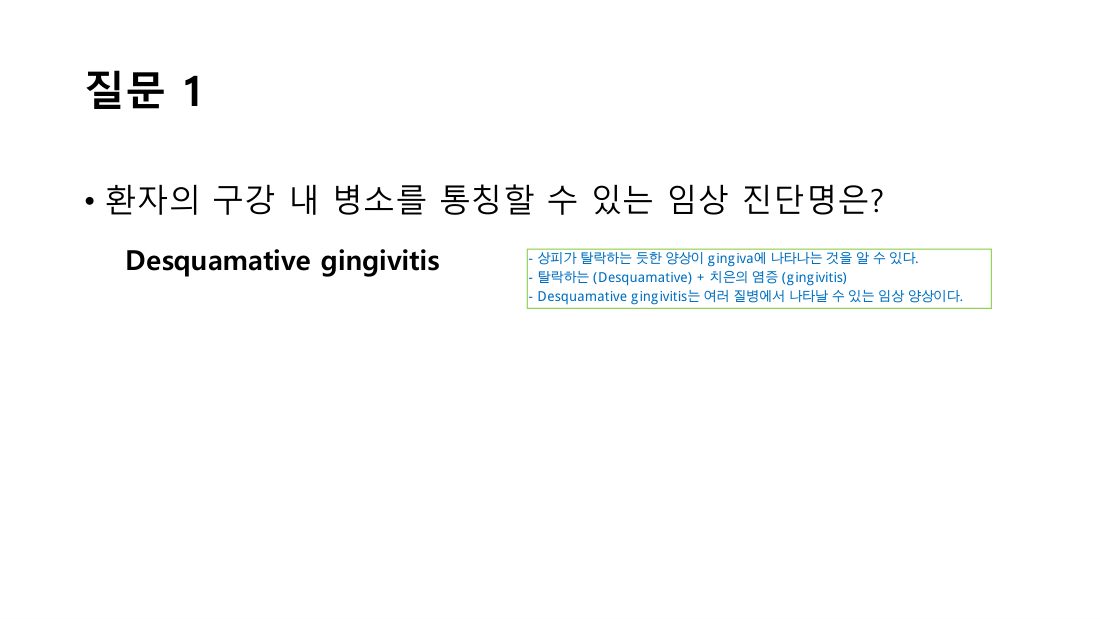 질문 1
• 환자의 구강 내 병소를 통칭할 수 있는 임상 진단명은?
Desquamative gingivitis
- 상피가 탈락하는 듯한 양상이 gingiva에 나타나는 것을 알 수 있다.
- 탈락하는 (Desquamative) + 치은의 염증 (gingivitis)
- Desquamative gingivitis는 여러 질병에서 나타날 수 있는 임상 양상이다.